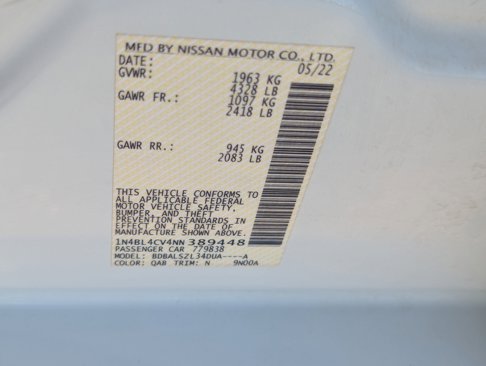 MFD BY NISSAN MOTOR CO., LTD.
DATE: 05/22
GVWR: 1963 KG
4328 LB
GAWR FR.: 1097 KG
2418 LB
GAWR RR.: 945 KG
2083 LB
THIS VEHICLE CONFORMS TO
ALL APPLICABLE FEDERAL
MOTOR VEHICLE SAFETY,
BUMPER, AND THEFT
PREVENTION STANDARDS IN
EFFECT ON THE DATE OF
MANUFACTURE SHOWN ABOVE.
1N4BL4CV4NN389448
PASSENGER CAR 779838
MODEL: BDBALSZL34DUA----A
COLOR: QAB TRIM: N 9N00A